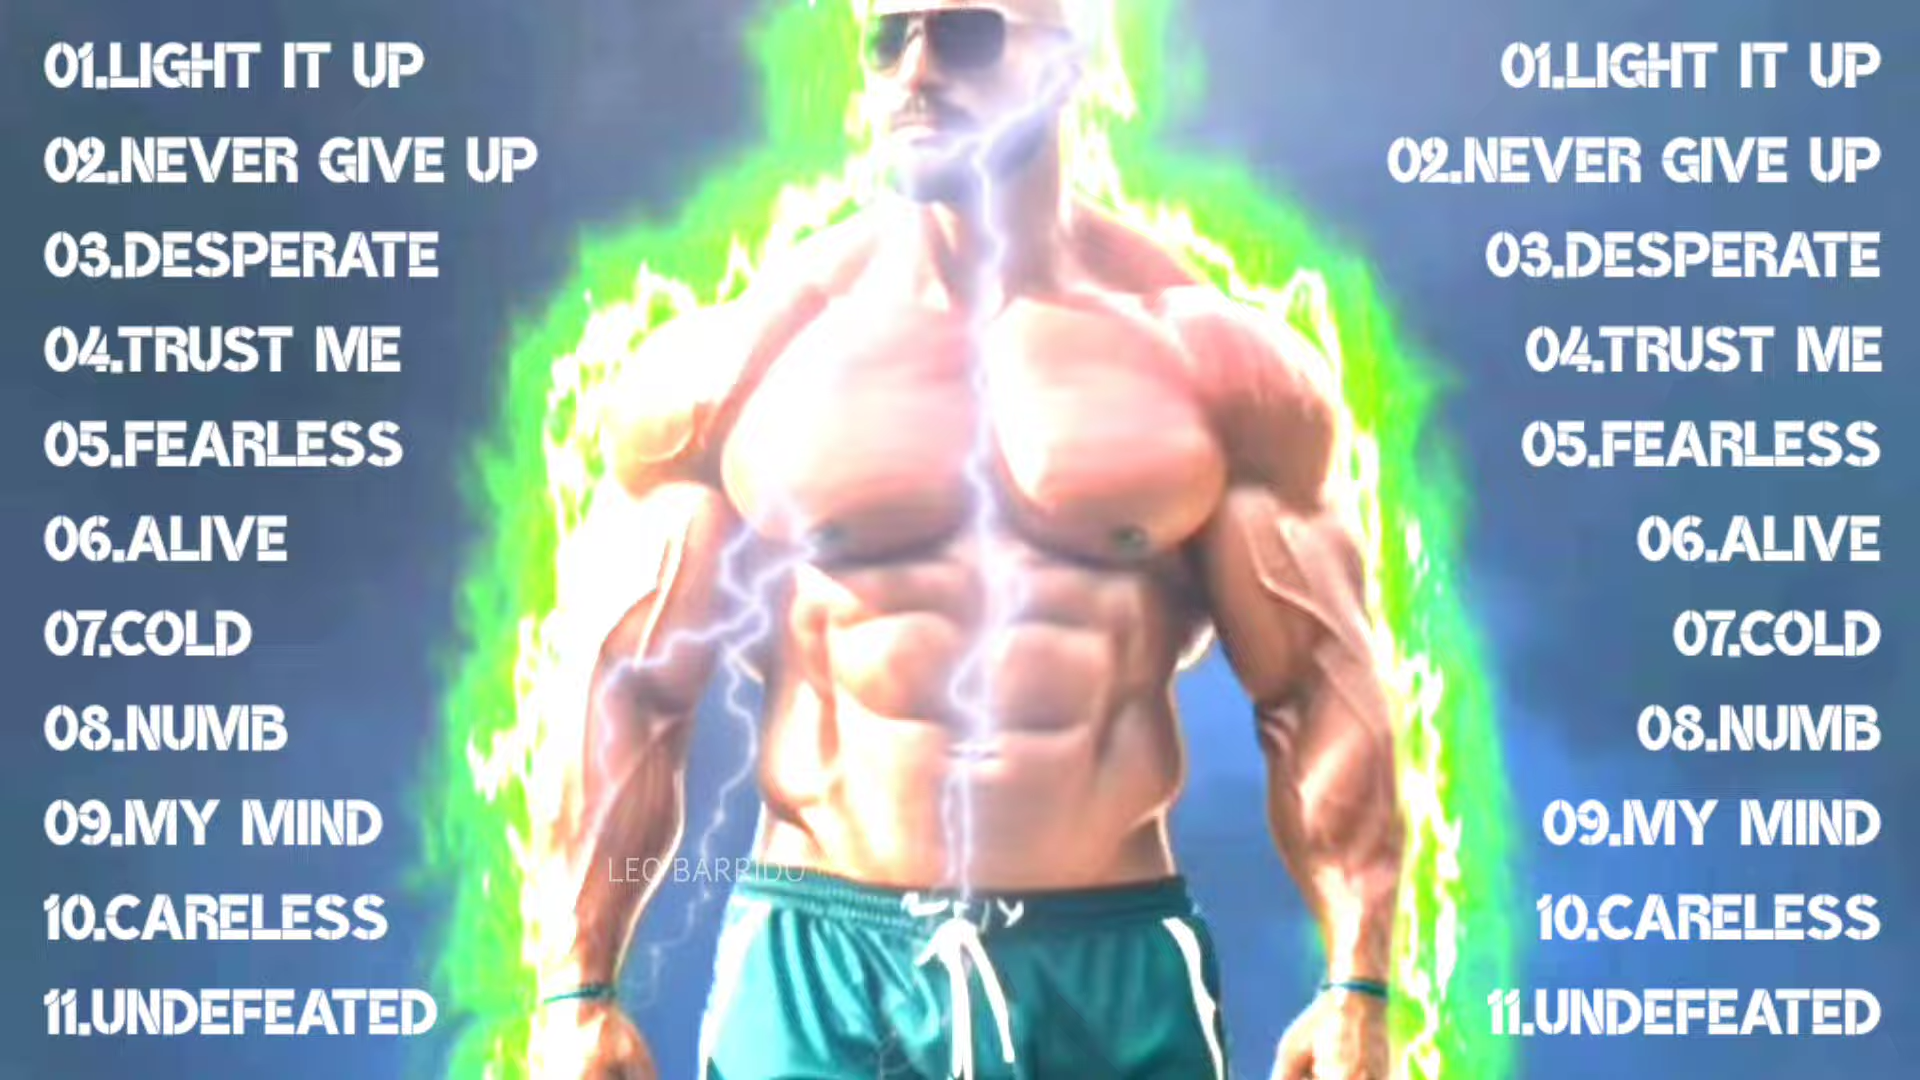 01.LIGHT IT UP
02.NEVER GIVE UP
03.DESPERATE
04.TRUST ME
05.FEARLESS
06.ALIVE
07.COLD
08.NUMB
09.MY MIND
10.CARELESS
11.UNDEFEATED
LEO BARRIDO
01.LIGHT IT UP
02.NEVER GIVE UP
03.DESPERATE
04.TRUST ME
05.FEARLESS
06.ALIVE
07.COLD
08.NUMB
09.MY MIND
10.CARELESS
11.UNDEFEATED